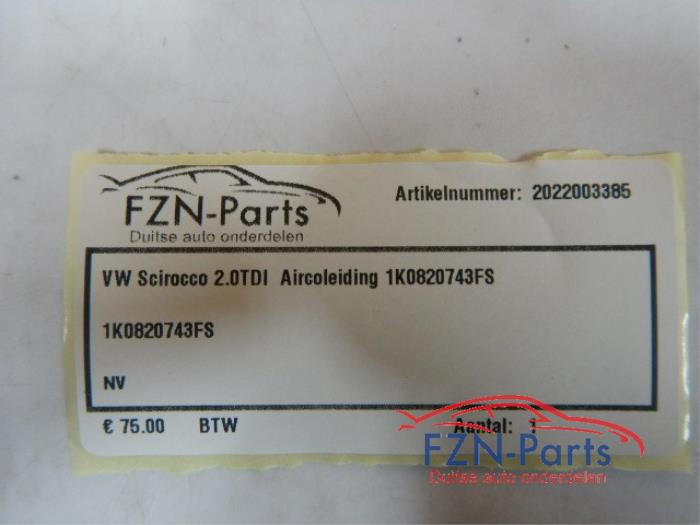 FZN-Parts
Duitse auto onderdelen
Artikelnummer: 2022003385
VW Scirocco 2.0TDI Aircoleiding 1K0820743FS
1K0820743FS
NV
€ 75.00 BTW Aantal: 1
FZN-Parts
Duitse auto onderdelen